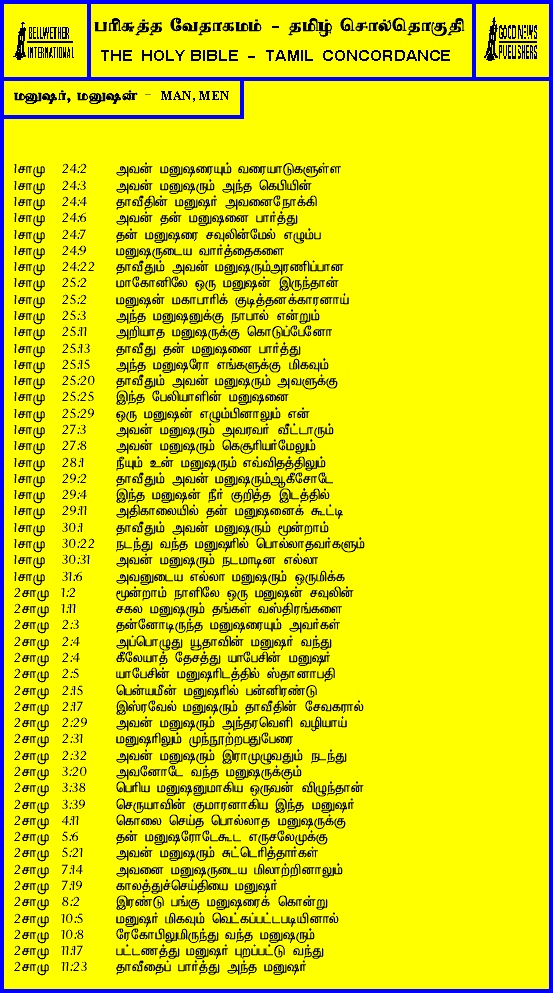 BELLWETHER
INTERNATIONAL
பரிசுத்த வேதாகமம் - தமிழ் சொல்தொகுதி
THE HOLY BIBLE - TAMIL CONCORDANCE
GOOD NEWS
PUBLISHERS
மனுஷர், மனுஷன் - MAN, MEN
1சாமு 24:2 அவன் மனுஷரையும் வரையாடுகளுள்ள
1சாமு 24:3 அவன் மனுஷரும் அந்த கெபியின்
1சாமு 24:4 தாவீதின் மனுஷர் அவனைநோக்கி
1சாமு 24:6 அவன் தன் மனுஷனை பார்த்து
1சாமு 24:7 தன் மனுஷரை சவுலின்மேல் எழும்ப
1சாமு 24:9 மனுஷருடைய வார்த்தைகளை
1சாமு 24:22 தாவீதும் அவன் மனுஷரும்அரணிப்பான
1சாமு 25:2 மாகோனிலே ஒரு மனுஷன் இருந்தான்
1சாமு 25:2 மனுஷன் மகாபாரிக் குடித்தனக்காரனாய்
1சாமு 25:3 அந்த மனுஷனுக்கு நாபால் என்றும்
1சாமு 25:11 அறியாத மனுஷருக்கு கொடுப்பேனோ
1சாமு 25:13 தாவீது தன் மனுஷனை பார்த்து
1சாமு 25:15 அந்த மனுஷரோ எங்களுக்கு மிகவும்
1சாமு 25:20 தாவீதும் அவன் மனுஷரும் அவளுக்கு
1சாமு 25:25 இந்த பேலியாளின் மனுஷனை
1சாமு 25:29 ஒரு மனுஷன் எழும்பினாலும் என்
1சாமு 27:3 அவன் மனுஷரும் அவரவர் வீட்டாரும்
1சாமு 27:8 அவன் மனுஷரும் கெசூரியர்மேலும்
1சாமு 28:1 நீயும் உன் மனுஷரும் எவ்விதத்திலும்
1சாமு 29:2 தாவீதும் அவன் மனுஷரும்ஆகீசோடே
1சாமு 29:4 இந்த மனுஷன் நீர் குறித்த இடத்தில்
1சாமு 29:11 அதிகாலையில் தன் மனுஷனைக் கூட்டி
1சாமு 30:1 தாவீதும் அவன் மனுஷரும் மூன்றாம்
1சாமு 30:22 நடந்து வந்த மனுஷரில் பொல்லாதவர்களும்
1சாமு 30:31 அவன் மனுஷரும் நடமாடின எல்லா
1சாமு 31:6 அவனுடைய எல்லா மனுஷரும் ஒருமிக்க
2சாமு 1:2 மூன்றாம் நாளிலே ஒரு மனுஷன் சவுலின்
2சாமு 1:11 சகல மனுஷரும் தங்கள் வஸ்திரங்களை
2சாமு 2:3 தன்னோடிருந்த மனுஷரையும் அவர்கள்
2சாமு 2:4 அப்பொழுது யூதாவின் மனுஷர் வந்து
2சாமு 2:4 கீலேயாத் தேசத்து யாபேசின் மனுஷர்
2சாமு 2:5 யாபேசின் மனுஷரிடத்தில் ஸ்தானாபதி
2சாமு 2:15 பென்யமீன் மனுஷரில் பன்னிரண்டு
2சாமு 2:17 இஸ்ரவேல் மனுஷரும் தாவீதின் சேவகரால்
2சாமு 2:29 அவன் மனுஷரும் அந்தரவெளி வழியாய்
2சாமு 2:31 மனுஷரிலும் முந்நூற்றபதுபேரை
2சாமு 2:32 அவன் மனுஷரும் இராமுழுவதும் நடந்து
2சாமு 3:20 அவனோடே வந்த மனுஷருக்கும்
2சாமு 3:38 பெரிய மனுஷனுமாகிய ஒருவன் விழுந்தான்
2சாமு 3:39 செருயாவின் குமாரனாகிய இந்த மனுஷர்
2சாமு 4:11 கொலை செய்த பொல்லாத மனுஷருக்கு
2சாமு 5:6 தன் மனுஷரோடேகூட எருசலேமுக்கு
2சாமு 5:21 அவன் மனுஷரும் சுட்டெரித்தார்கள்
2சாமு 7:14 அவனை மனுஷருடைய மிலாற்றினாலும்
2சாமு 7:19 காலத்துச்செய்தியை மனுஷர்
2சாமு 8:2 இரண்டு பங்கு மனுஷரைக் கொன்று
2சாமு 10:5 மனுஷர் மிகவும் வெட்கப்பட்டபடியினால்
2சாமு 10:8 ரேகோபிலுமிருந்து வந்த மனுஷரும்
2சாமு 11:17 பட்டணத்து மனுஷர் புறப்பட்டு வந்து
2சாமு 11:23 தாவீதைப் பார்த்து அந்த மனுஷர்